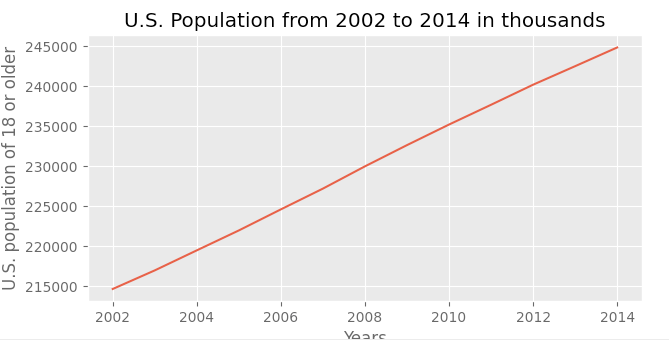 U.S. Population from 2002 to 2014 in thousands
U.S. population of 18 or older
245000
240000
235000
230000
225000
220000
215000
2002 2004 2006 2008 2010 2012 2014
Years